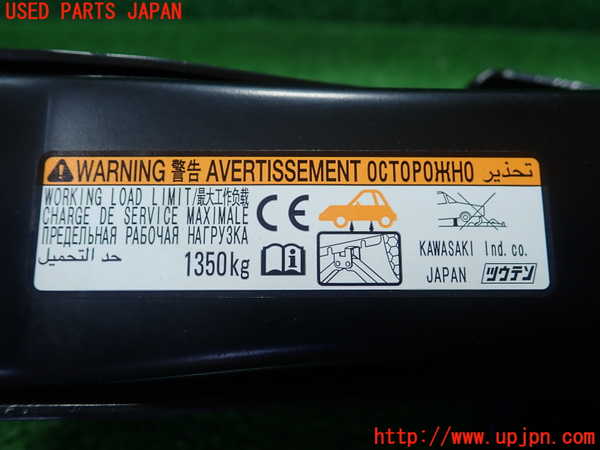 USED PARTS JAPAN
WARNING 警告 AVERTISSEMENT ОСТОРОЖНО تحذير
WORKING LOAD LIMIT/最大工作负载
CHARGE DE SERVICE MAXIMALE
ПРЕДЕЛЬНАЯ РАБОЧАЯ НАГРУЗКА
حد التحميل 1350kg
CE
KAWASAKI Ind. co.
JAPAN ツウテン
http://www.upjpn.com/